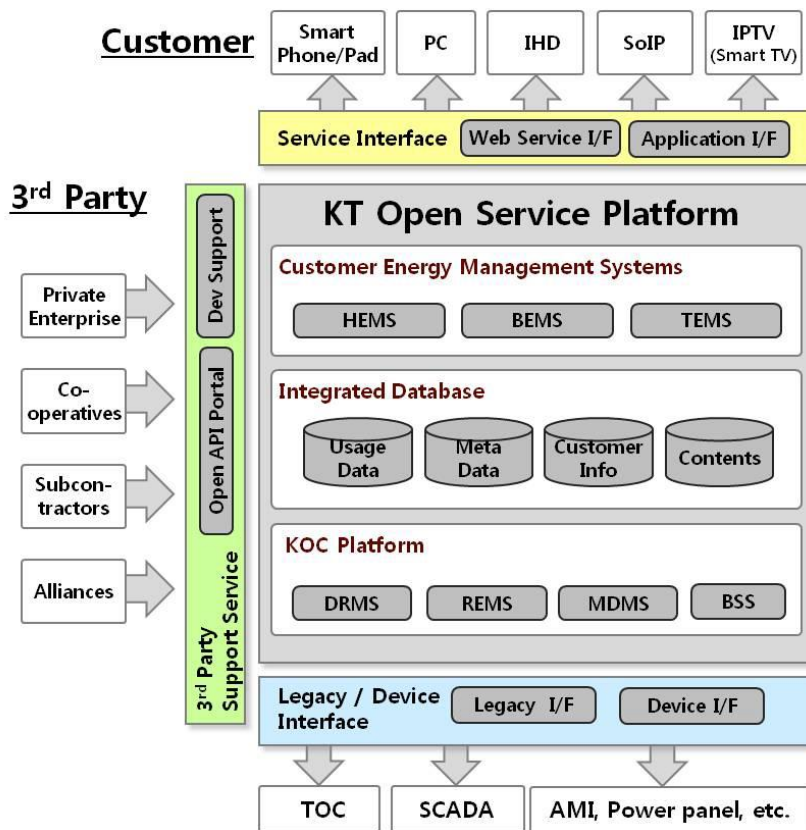 Customer
Smart
Phone/Pad
PC
IHD
SoIP
IPTV
(Smart TV)
Service Interface
Web Service I/F
Application I/F
3rd Party
Private
Enterprise
Co-
operatives
Subcon-
tractors
Alliances
Dev Support
Open API Portal
3rd Party
Support Service
KT Open Service Platform
Customer Energy Management Systems
HEMS
BEMS
TEMS
Integrated Database
Usage
Data
Meta
Data
Customer
Info
Contents
KOC Platform
DRMS
REMS
MDMS
BSS
Legacy / Device
Interface
Legacy I/F
Device I/F
TOC
SCADA
AMI, Power panel, etc.